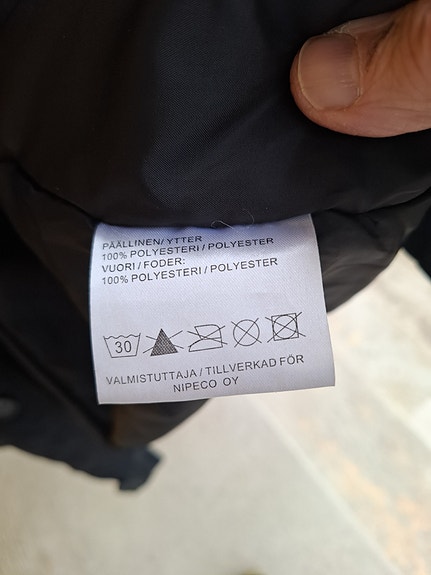 PÄÄLLINEN/ YTTER
100% POLYESTERI / POLYESTER
VUORI / FODER:
100% POLYESTERI / POLYESTER
30
VALMISTUTTAJA / TILLVERKAD FÖR
NIPECO OY